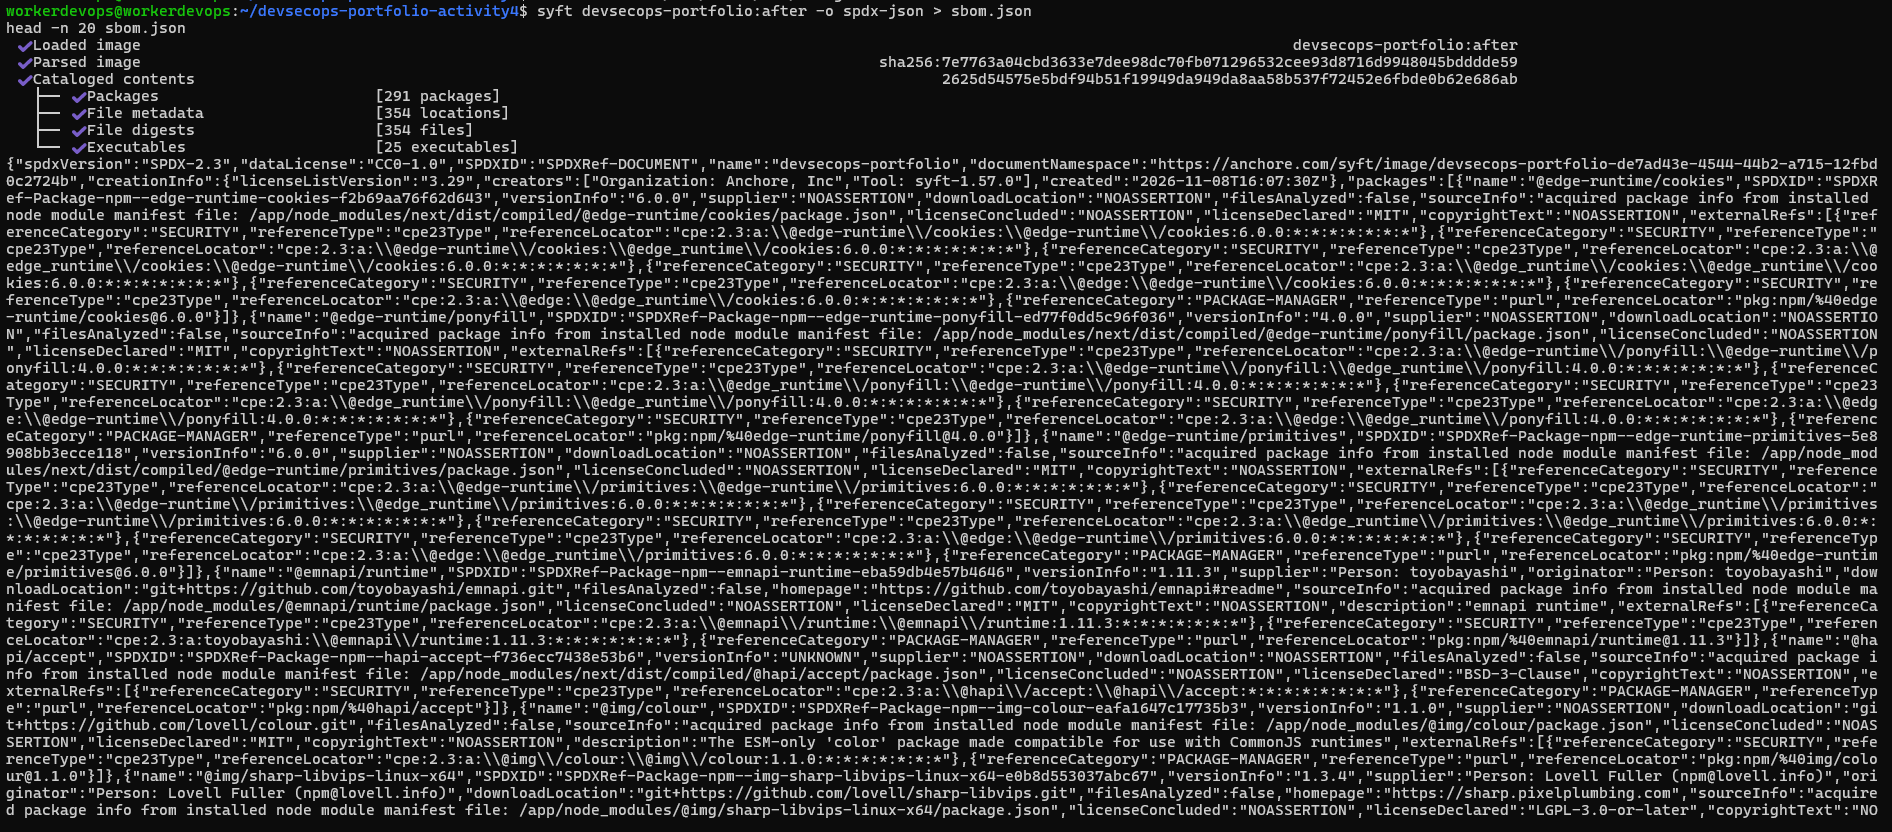 workerdevops@workerdevops:~/devsecops-portfolio-activity4$ syft devsecops-portfolio:after -o spdx-json > sbom.json
head -n 20 sbom.json
✔Loaded image devsecops-portfolio:after
✔Parsed image sha256:7e7763a04cbd3633e7dee98dc70fb071296532cee93d8716d9948045bdddde59
✔Cataloged contents 2625d54575e5bdf94b51f19949da949da8aa58b537f72452e6fbde0b62e686ab
├── ✔Packages [291 packages]
├── ✔File metadata [354 locations]
├── ✔File digests [354 files]
└── ✔Executables [25 executables]
{"spdxVersion":"SPDX-2.3","dataLicense":"CC0-1.0","SPDXID":"SPDXRef-DOCUMENT","name":"devsecops-portfolio","documentNamespace":"https://anchore.com/syft/image/devsecops-portfolio-de7ad43e-4544-44b2-a715-12fbd
0c2724b","creationInfo":{"licenseListVersion":"3.29","creators":["Organization: Anchore, Inc","Tool: syft-1.57.0"],"created":"2026-11-08T16:07:30Z"},"packages":[{"name":"@edge-runtime/cookies","SPDXID":"SPDXR
ef-Package-npm--edge-runtime-cookies-f2b69aa76f62d643","versionInfo":"6.0.0","supplier":"NOASSERTION","downloadLocation":"NOASSERTION","filesAnalyzed":false,"sourceInfo":"acquired package info from installed
node module manifest file: /app/node_modules/next/dist/compiled/@edge-runtime/cookies/package.json","licenseConcluded":"NOASSERTION","licenseDeclared":"MIT","copyrightText":"NOASSERTION","externalRefs":[{"ref
erenceCategory":"SECURITY","referenceType":"cpe23Type","referenceLocator":"cpe:2.3:a:\\@edge-runtime\\/cookies:\\@edge-runtime\\/cookies:6.0.0:*:*:*:*:*:*:*"},{"referenceCategory":"SECURITY","referenceType":"
cpe23Type","referenceLocator":"cpe:2.3:a:\\@edge-runtime\\/cookies:\\@edge_runtime\\/cookies:6.0.0:*:*:*:*:*:*:*"},{"referenceCategory":"SECURITY","referenceType":"cpe23Type","referenceLocator":"cpe:2.3:a:\\@
edge_runtime\\/cookies:\\@edge-runtime\\/cookies:6.0.0:*:*:*:*:*:*:*"},{"referenceCategory":"SECURITY","referenceType":"cpe23Type","referenceLocator":"cpe:2.3:a:\\@edge_runtime\\/cookies:\\@edge_runtime\\/coo
kies:6.0.0:*:*:*:*:*:*:*"},{"referenceCategory":"SECURITY","referenceType":"cpe23Type","referenceLocator":"cpe:2.3:a:\\@edge:\\@edge-runtime\\/cookies:6.0.0:*:*:*:*:*:*:*"},{"referenceCategory":"SECURITY","re
ferenceType":"cpe23Type","referenceLocator":"cpe:2.3:a:\\@edge:\\@edge_runtime\\/cookies:6.0.0:*:*:*:*:*:*:*"},{"referenceCategory":"PACKAGE-MANAGER","referenceType":"purl","referenceLocator":"pkg:npm/%40edge
-runtime/cookies@6.0.0"}]},{"name":"@edge-runtime/ponyfill","SPDXID":"SPDXRef-Package-npm--edge-runtime-ponyfill-ed77f0dd5c96f036","versionInfo":"4.0.0","supplier":"NOASSERTION","downloadLocation":"NOASSERTIO
N","filesAnalyzed":false,"sourceInfo":"acquired package info from installed node module manifest file: /app/node_modules/next/dist/compiled/@edge-runtime/ponyfill/package.json","licenseConcluded":"NOASSERTION
","licenseDeclared":"MIT","copyrightText":"NOASSERTION","externalRefs":[{"referenceCategory":"SECURITY","referenceType":"cpe23Type","referenceLocator":"cpe:2.3:a:\\@edge-runtime\\/ponyfill:\\@edge-runtime\\/p
onyfill:4.0.0:*:*:*:*:*:*:*"},{"referenceCategory":"SECURITY","referenceType":"cpe23Type","referenceLocator":"cpe:2.3:a:\\@edge-runtime\\/ponyfill:\\@edge_runtime\\/ponyfill:4.0.0:*:*:*:*:*:*:*"},{"referenceC
ategory":"SECURITY","referenceType":"cpe23Type","referenceLocator":"cpe:2.3:a:\\@edge_runtime\\/ponyfill:\\@edge-runtime\\/ponyfill:4.0.0:*:*:*:*:*:*:*"},{"referenceCategory":"SECURITY","referenceType":"cpe23
Type","referenceLocator":"cpe:2.3:a:\\@edge_runtime\\/ponyfill:\\@edge_runtime\\/ponyfill:4.0.0:*:*:*:*:*:*:*"},{"referenceCategory":"SECURITY","referenceType":"cpe23Type","referenceLocator":"cpe:2.3:a:\\@edg
e:\\@edge-runtime\\/ponyfill:4.0.0:*:*:*:*:*:*:*"},{"referenceCategory":"SECURITY","referenceType":"cpe23Type","referenceLocator":"cpe:2.3:a:\\@edge:\\@edge_runtime\\/ponyfill:4.0.0:*:*:*:*:*:*:*"},{"referen
ceCategory":"PACKAGE-MANAGER","referenceType":"purl","referenceLocator":"pkg:npm/%40edge-runtime/ponyfill@4.0.0"}]},{"name":"@edge-runtime/primitives","SPDXID":"SPDXRef-Package-npm--edge-runtime-primitives-5e8
908bb3ecce118","versionInfo":"6.0.0","supplier":"NOASSERTION","downloadLocation":"NOASSERTION","filesAnalyzed":false,"sourceInfo":"acquired package info from installed node module manifest file: /app/node_mod
ules/next/dist/compiled/@edge-runtime/primitives/package.json","licenseConcluded":"NOASSERTION","licenseDeclared":"MIT","copyrightText":"NOASSERTION","externalRefs":[{"referenceCategory":"SECURITY","reference
Type":"cpe23Type","referenceLocator":"cpe:2.3:a:\\@edge-runtime\\/primitives:\\@edge-runtime\\/primitives:6.0.0:*:*:*:*:*:*:*"},{"referenceCategory":"SECURITY","referenceType":"cpe23Type","referenceLocator":"
cpe:2.3:a:\\@edge-runtime\\/primitives:\\@edge_runtime\\/primitives:6.0.0:*:*:*:*:*:*:*"},{"referenceCategory":"SECURITY","referenceType":"cpe23Type","referenceLocator":"cpe:2.3:a:\\@edge_runtime\\/primitives
:\\@edge-runtime\\/primitives:6.0.0:*:*:*:*:*:*:*"},{"referenceCategory":"SECURITY","referenceType":"cpe23Type","referenceLocator":"cpe:2.3:a:\\@edge_runtime\\/primitives:\\@edge_runtime\\/primitives:6.0.0:*:
*:*:*:*:*:*"},{"referenceCategory":"SECURITY","referenceType":"cpe23Type","referenceLocator":"cpe:2.3:a:\\@edge:\\@edge-runtime\\/primitives:6.0.0:*:*:*:*:*:*:*"},{"referenceCategory":"SECURITY","referenceTyp
e":"cpe23Type","referenceLocator":"cpe:2.3:a:\\@edge:\\@edge_runtime\\/primitives:6.0.0:*:*:*:*:*:*:*"},{"referenceCategory":"PACKAGE-MANAGER","referenceType":"purl","referenceLocator":"pkg:npm/%40edge-runtim
e/primitives@6.0.0"}]},{"name":"@emnapi/runtime","SPDXID":"SPDXRef-Package-npm--emnapi-runtime-eba59db4e57b4646","versionInfo":"1.11.3","supplier":"Person: toyobayashi","originator":"Person: toyobayashi","dow
nloadLocation":"git+https://github.com/toyobayashi/emnapi.git","filesAnalyzed":false,"homepage":"https://github.com/toyobayashi/emnapi#readme","sourceInfo":"acquired package info from installed node module ma
nifest file: /app/node_modules/@emnapi/runtime/package.json","licenseConcluded":"NOASSERTION","licenseDeclared":"MIT","copyrightText":"NOASSERTION","description":"emnapi runtime","externalRefs":[{"referenceCa
tegory":"SECURITY","referenceType":"cpe23Type","referenceLocator":"cpe:2.3:a:\\@emnapi\\/runtime:\\@emnapi\\/runtime:1.11.3:*:*:*:*:*:*:*"},{"referenceCategory":"SECURITY","referenceType":"cpe23Type","referen
ceLocator":"cpe:2.3:a:toyobayashi:\\@emnapi\\/runtime:1.11.3:*:*:*:*:*:*:*"},{"referenceCategory":"PACKAGE-MANAGER","referenceType":"purl","referenceLocator":"pkg:npm/%40emnapi/runtime@1.11.3"}]},{"name":"@h
api/accept","SPDXID":"SPDXRef-Package-npm--hapi-accept-f736ecc7438e53b6","versionInfo":"UNKNOWN","supplier":"NOASSERTION","downloadLocation":"NOASSERTION","filesAnalyzed":false,"sourceInfo":"acquired package i
nfo from installed node module manifest file: /app/node_modules/next/dist/compiled/@hapi/accept/package.json","licenseConcluded":"NOASSERTION","licenseDeclared":"BSD-3-Clause","copyrightText":"NOASSERTION","e
xternalRefs":[{"referenceCategory":"SECURITY","referenceType":"cpe23Type","referenceLocator":"cpe:2.3:a:\\@hapi\\/accept:\\@hapi\\/accept:*:*:*:*:*:*:*:*"},{"referenceCategory":"PACKAGE-MANAGER","referenceTyp
e":"purl","referenceLocator":"pkg:npm/%40hapi/accept"}]},{"name":"@img/colour","SPDXID":"SPDXRef-Package-npm--img-colour-eafa1647c17735b3","versionInfo":"1.1.0","supplier":"NOASSERTION","downloadLocation":"gi
t+https://github.com/lovell/colour.git","filesAnalyzed":false,"sourceInfo":"acquired package info from installed node module manifest file: /app/node_modules/@img/colour/package.json","licenseConcluded":"NOAS
SERTION","licenseDeclared":"MIT","copyrightText":"NOASSERTION","description":"The ESM-only 'color' package made compatible for use with CommonJS runtimes","externalRefs":[{"referenceCategory":"SECURITY","refe
renceType":"cpe23Type","referenceLocator":"cpe:2.3:a:\\@img\\/colour:\\@img\\/colour:1.1.0:*:*:*:*:*:*:*"},{"referenceCategory":"PACKAGE-MANAGER","referenceType":"purl","referenceLocator":"pkg:npm/%40img/colo
ur@1.1.0"}]},{"name":"@img/sharp-libvips-linux-x64","SPDXID":"SPDXRef-Package-npm--img-sharp-libvips-linux-x64-e0b8d553037abc67","versionInfo":"1.3.4","supplier":"Person: Lovell Fuller (npm@lovell.info)","ori
ginator":"Person: Lovell Fuller (npm@lovell.info)","downloadLocation":"git+https://github.com/lovell/sharp-libvips.git","filesAnalyzed":false,"homepage":"https://sharp.pixelplumbing.com","sourceInfo":"acquire
d package info from installed node module manifest file: /app/node_modules/@img/sharp-libvips-linux-x64/package.json","licenseConcluded":"NOASSERTION","licenseDeclared":"LGPL-3.0-or-later","copyrightText":"NO